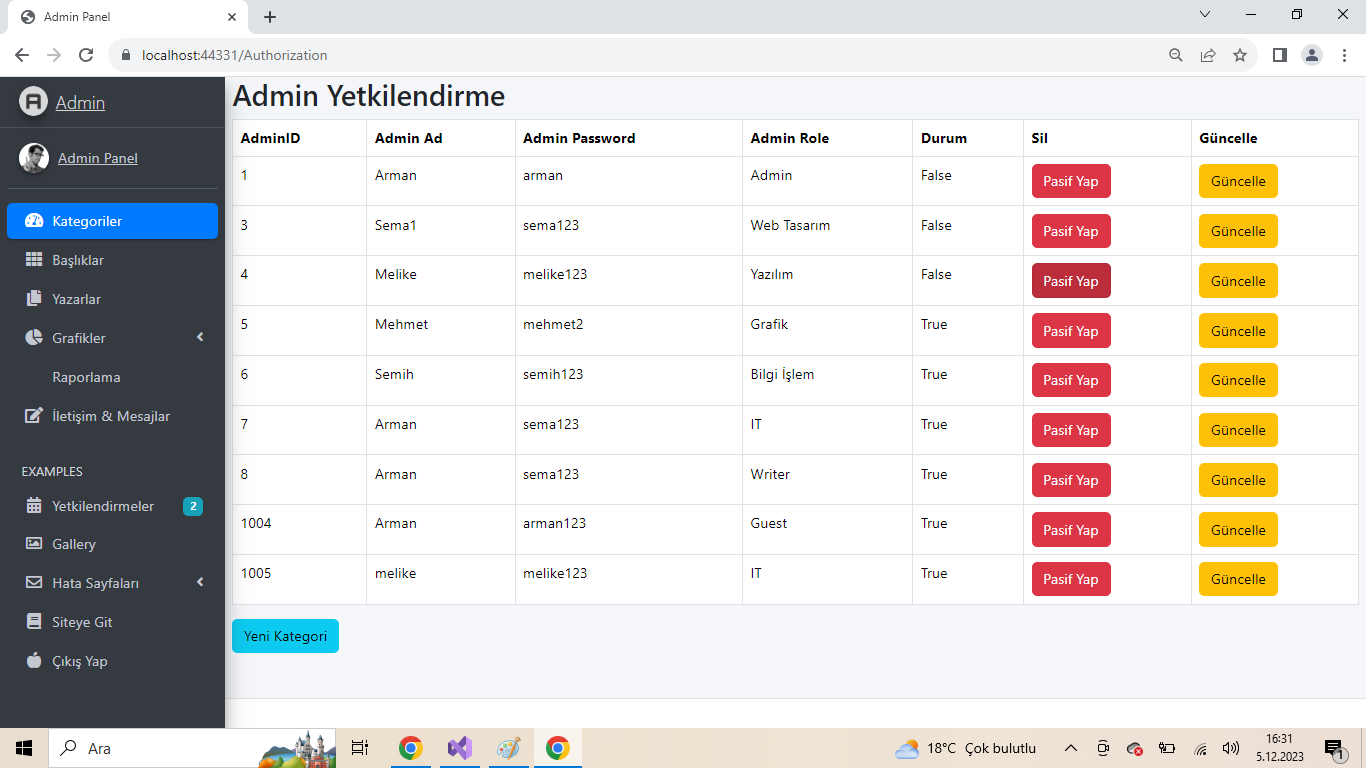 Admin Panel
localhost:44331/Authorization
Admin
Admin Panel
Kategoriler
Başlıklar
Yazarlar
Grafikler
Raporlama
İletişim & Mesajlar
EXAMPLES
Yetkilendirmeler 2
Gallery
Hata Sayfaları
Siteye Git
Çıkış Yap
Admin Yetkilendirme
AdminID Admin Ad Admin Password Admin Role Durum Sil Güncelle
1 Arman arman Admin False Pasif Yap Güncelle
3 Sema1 sema123 Web Tasarım False Pasif Yap Güncelle
4 Melike melike123 Yazılım False Pasif Yap Güncelle
5 Mehmet mehmet2 Grafik True Pasif Yap Güncelle
6 Semih semih123 Bilgi İşlem True Pasif Yap Güncelle
7 Arman sema123 IT True Pasif Yap Güncelle
8 Arman sema123 Writer True Pasif Yap Güncelle
1004 Arman arman123 Guest True Pasif Yap Güncelle
1005 melike melike123 IT True Pasif Yap Güncelle
Yeni Kategori
Ara
18°C Çok bulutlu
16:31
5.12.2023
1